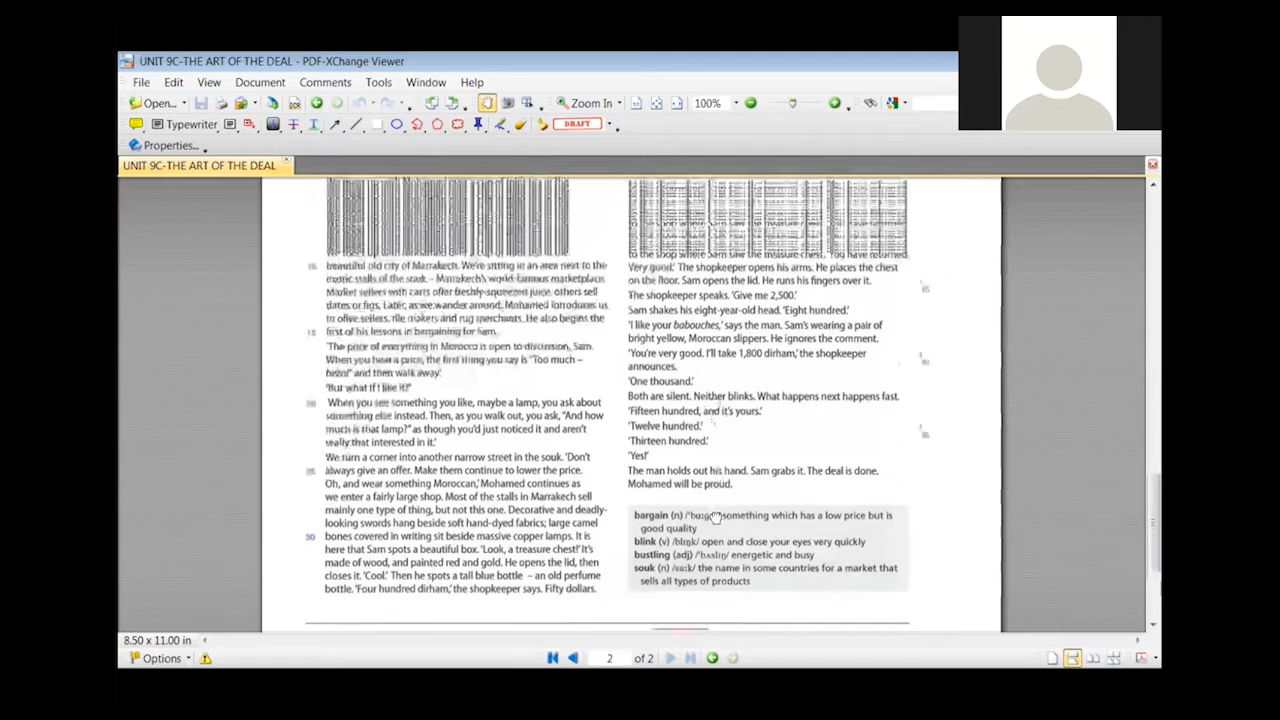 UNIT 9C-THE ART OF THE DEAL - PDF-XChange Viewer
File Edit View Document Comments Tools Window Help
Open... Zoom In 100%
Typewriter DRAFT
Properties...
UNIT 9C-THE ART OF THE DEAL
beautiful old city of Marrakech. We're sitting in an area next to the
exotic stalls of the souk – Marrakech's world-famous marketplace.
Market sellers with carts offer freshly-squeezed juice, others sell
dates or figs. Later, as we wander around, Mohamed introduces us
to olive sellers, tile makers and rug merchants. He also begins the
first of his lessons in bargaining for Sam.
'The price of everything in Morocco is open to discussion, Sam.
When you hear a price, the first thing you say is "Too much –
and then walk away.'
'But what if I like it?'
'When you see something you like, maybe a lamp, you ask about
something else instead. Then, as you walk out, you ask, "And how
much is that lamp?" as though you'd just noticed it and aren't
really that interested in it.'
We turn a corner into another narrow street in the souk. 'Don't
always give an offer. Make them continue to lower the price.
Oh, and wear something Moroccan,' Mohamed continues as
we enter a fairly large shop. Most of the stalls in Marrakech sell
mainly one type of thing, but not this one. Decorative and deadly-
looking swords hang beside soft hand-dyed fabrics; large camel
30 bones covered in writing sit beside massive copper lamps. It is
here that Sam spots a beautiful box. 'Look, a treasure chest!' It's
made of wood, and painted red and gold. He opens the lid, then
closes it. 'Cool.' Then he spots a tall blue bottle – an old perfume
bottle. 'Four hundred dirham,' the shopkeeper says. Fifty dollars.
to the shop where Sam saw the treasure chest. 'You have returned.
Very good.' The shopkeeper opens his arms. He places the chest
on the floor. Sam opens the lid. He runs his fingers over it.
The shopkeeper speaks. 'Give me 2,500.'
Sam shakes his eight-year-old head. 'Eight hundred.'
'I like your babouches,' says the man. Sam's wearing a pair of
bright yellow, Moroccan slippers. He ignores the comment.
'You're very good. I'll take 1,800 dirham,' the shopkeeper
announces.
'One thousand.'
Both are silent. Neither blinks. What happens next happens fast.
'Fifteen hundred, and it's yours.'
'Twelve hundred.'
'Thirteen hundred.'
'Yes!'
The man holds out his hand. Sam grabs it. The deal is done.
Mohamed will be proud.
bargain (n) something which has a low price but is
good quality
blink (v) /blɪŋk/ open and close your eyes very quickly
bustling (adj) /ˈbʌslɪŋ/ energetic and busy
souk (n) /suːk/ the name in some countries for a market that
sells all types of products
8.50 x 11.00 in
Options 2 of 2